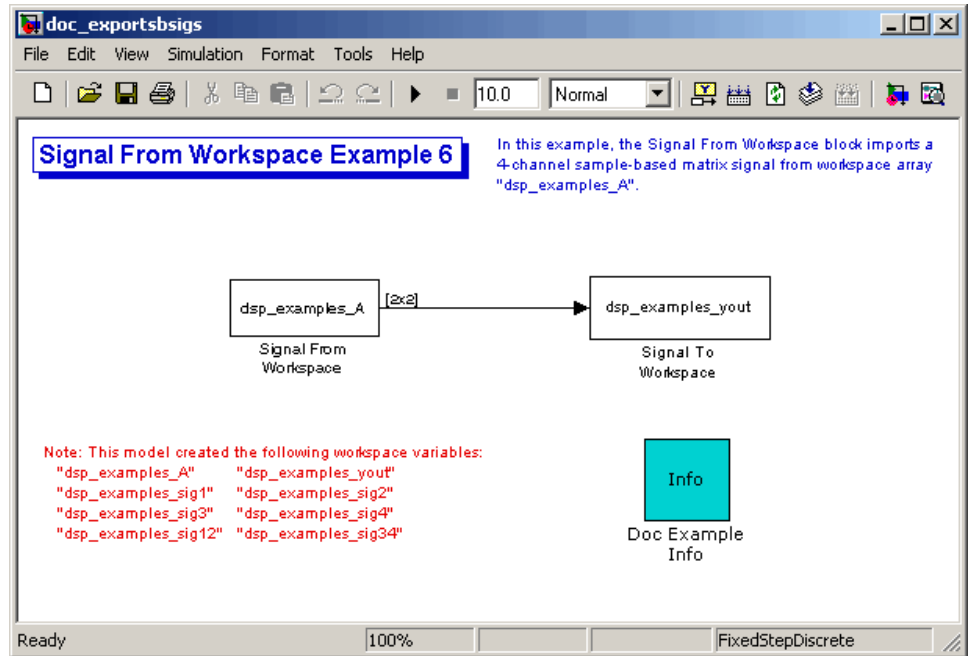 doc_exportsbsigs
File Edit View Simulation Format Tools Help
10.0 Normal
Signal From Workspace Example 6
In this example, the Signal From Workspace block imports a
4-channel sample-based matrix signal from workspace array
"dsp_examples_A".
dsp_examples_A
[2x2]
dsp_examples_yout
Signal From
Workspace
Signal To
Workspace
Note: This model created the following workspace variables:
"dsp_examples_A" "dsp_examples_yout"
"dsp_examples_sig1" "dsp_examples_sig2"
"dsp_examples_sig3" "dsp_examples_sig4"
"dsp_examples_sig12" "dsp_examples_sig34"
Info
Doc Example
Info
Ready 100% FixedStepDiscrete